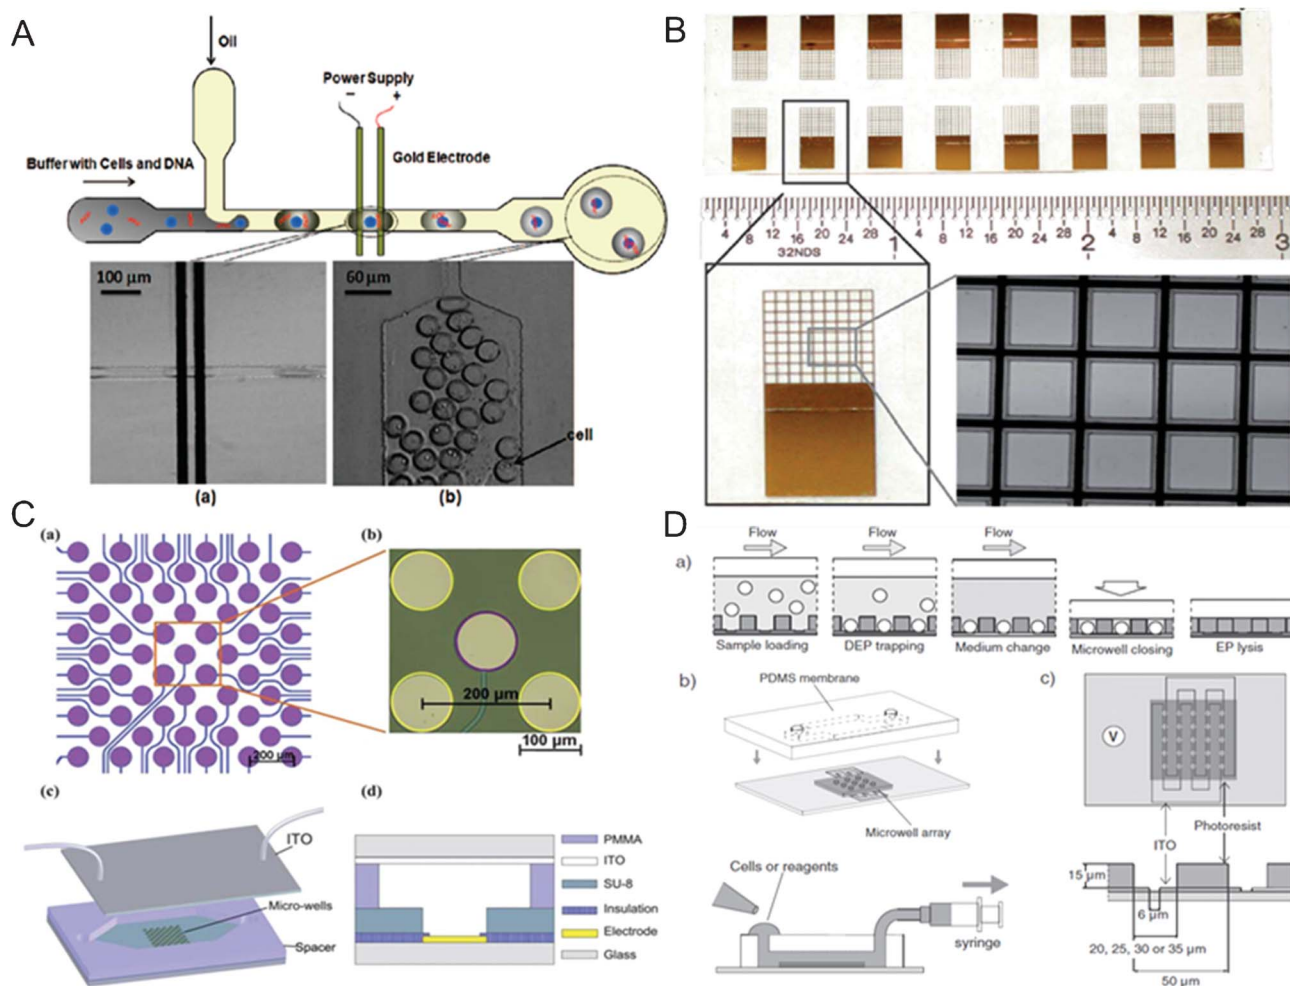 A
Oil
Power Supply
−
+
Gold Electrode
Buffer with Cells and DNA
100 µm
60 µm
cell
(a)
(b)
B
4
8
12
16
20
24
28
1
4
8
12
16
20
24
28
2
4
8
12
16
20
24
28
3
32NDS
C
(a)
200 µm
(b)
200 µm
100 µm
(c)
ITO
Micro-wells
Spacer
(d)
PMMA
ITO
SU-8
Insulation
Electrode
Glass
D
a)
Flow
Flow
Flow
Sample loading
DEP trapping
Medium change
Microwell closing
EP lysis
b)
PDMS membrane
Microwell array
Cells or reagents
syringe
c)
V
Photoresist
ITO
15 µm
6 µm
20, 25, 30 or 35 µm
50 µm